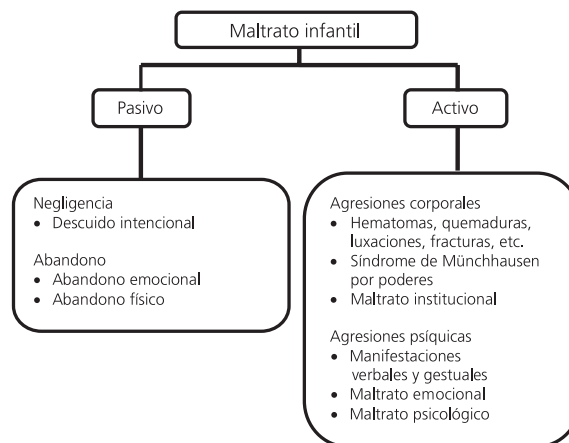 Maltrato infantil
Pasivo
Activo
Negligencia
• Descuido intencional
Abandono
• Abandono emocional
• Abandono físico
Agresiones corporales
• Hematomas, quemaduras,
luxaciones, fracturas, etc.
• Síndrome de Münchhausen
por poderes
• Maltrato institucional
Agresiones psíquicas
• Manifestaciones
verbales y gestuales
• Maltrato emocional
• Maltrato psicológico